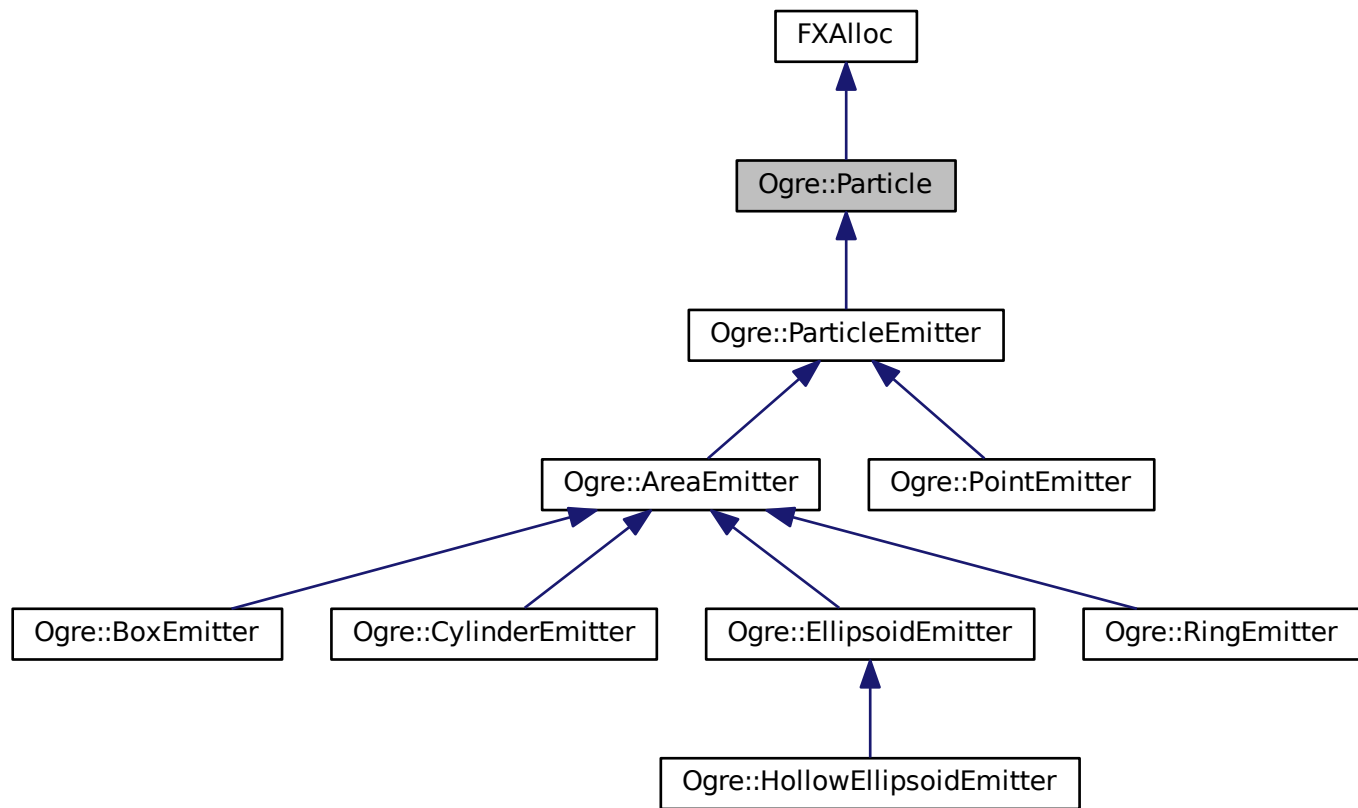 FXAlloc
Ogre::Particle
Ogre::ParticleEmitter
Ogre::AreaEmitter
Ogre::PointEmitter
Ogre::BoxEmitter
Ogre::CylinderEmitter
Ogre::EllipsoidEmitter
Ogre::RingEmitter
Ogre::HollowEllipsoidEmitter